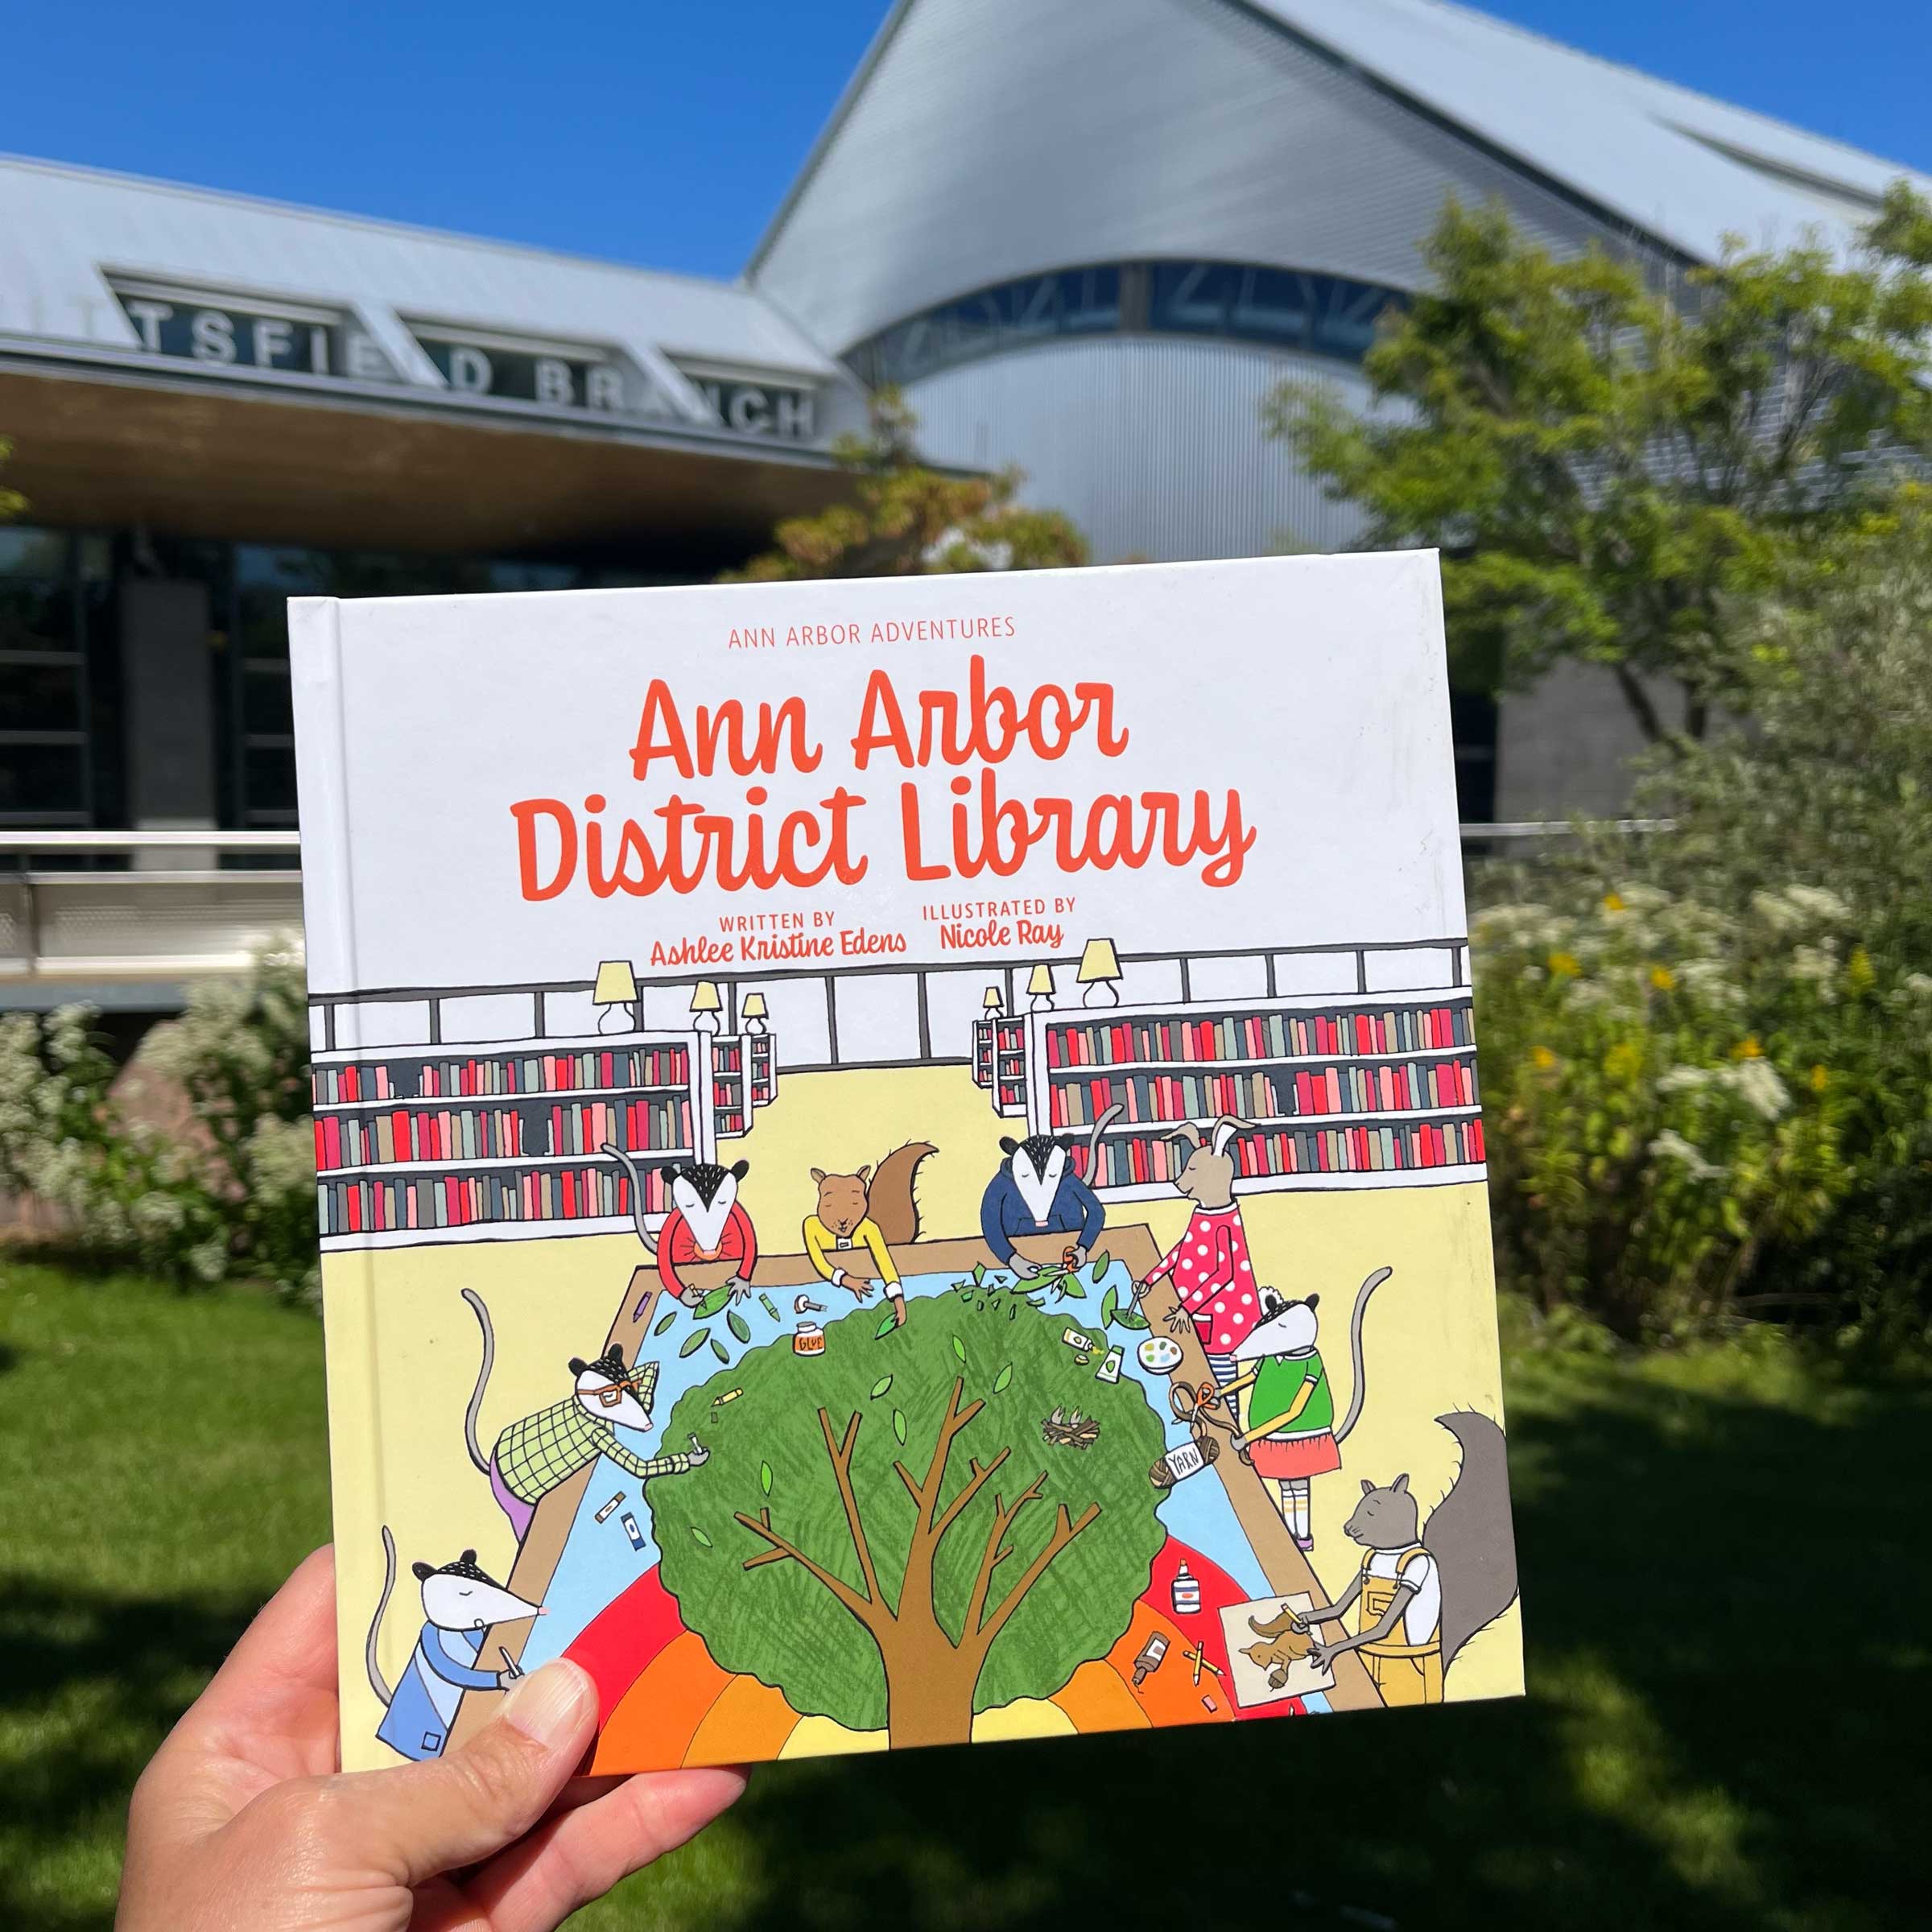 PITTSFIELD BRANCH
ANN ARBOR ADVENTURES
Ann Arbor
District Library
WRITTEN BY
Ashlee Kristine Edens
ILLUSTRATED BY
Nicole Ray
GLUE
YARN